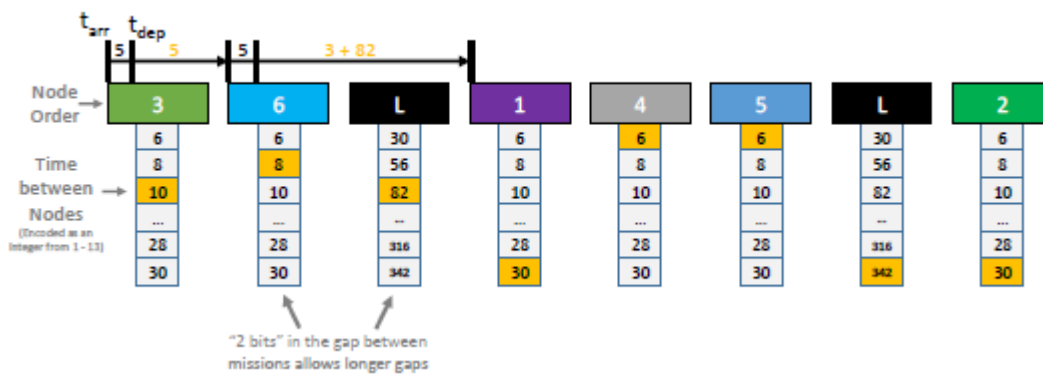 t_arr t_dep
5 5 5 3 + 82
Node
Order
3 6 L 1 4 5 L 2
6 6 30 6 6 6 30 6
Time
between
Nodes
(Encoded as an
integer from 1 - 13)
8 8 56 8 8 8 56 8
10 10 82 10 10 10 82 10
... ... -- ... ... ... -- ...
28 28 316 28 28 28 316 28
30 30 342 30 30 30 342 30
"2 bits" in the gap between
missions allows longer gaps